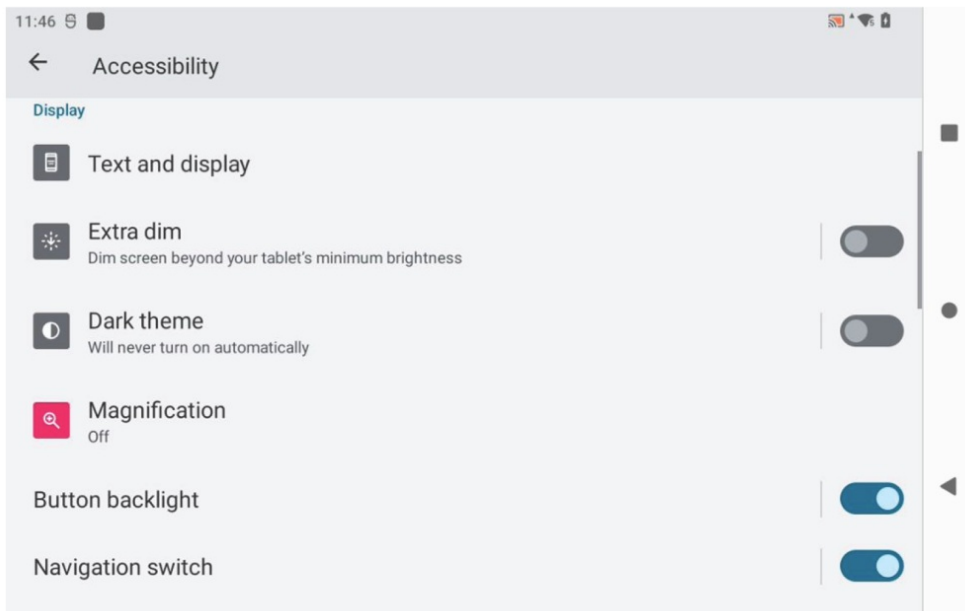 11:46
Accessibility
Display
Text and display
Extra dim
Dim screen beyond your tablet's minimum brightness
Dark theme
Will never turn on automatically
Magnification
Off
Button backlight
Navigation switch